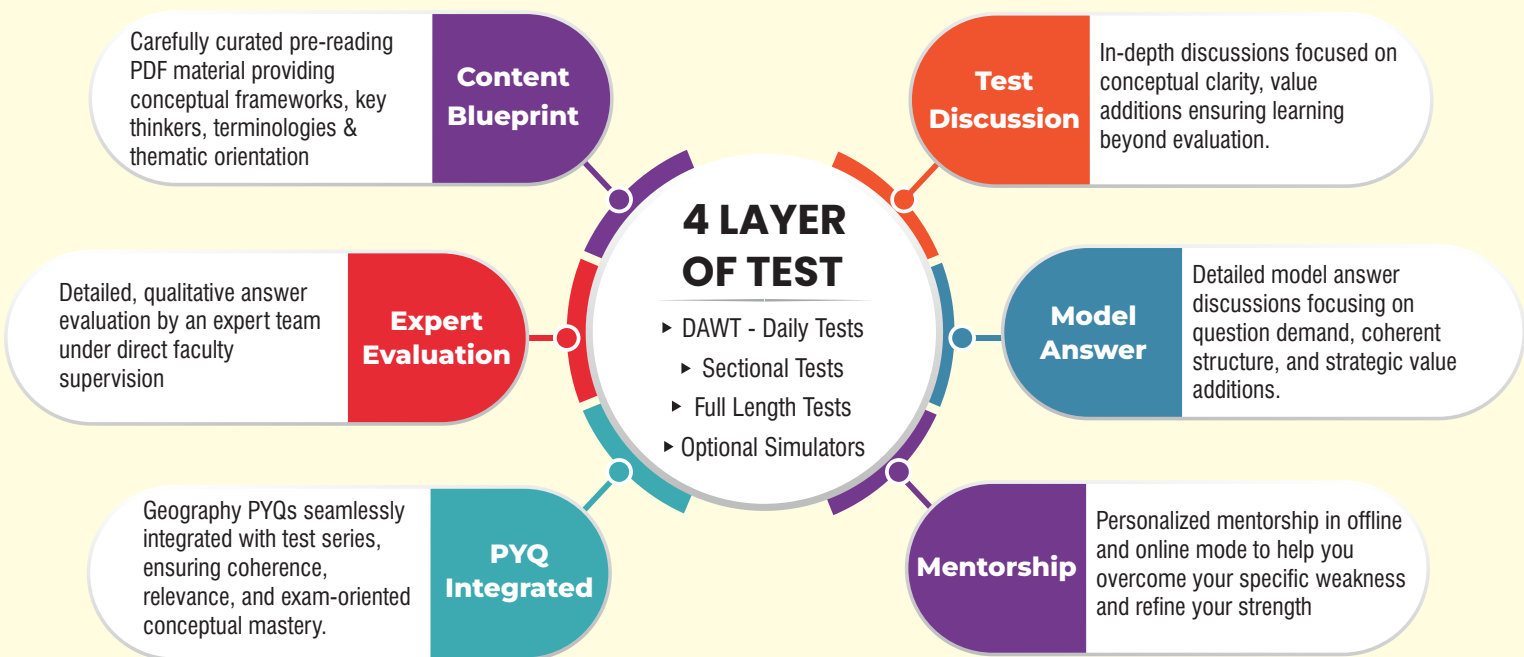 Carefully curated pre-reading
PDF material providing
conceptual frameworks, key
thinkers, terminologies &
thematic orientation
Content
Blueprint
Test
Discussion
In-depth discussions focused on
conceptual clarity, value
additions ensuring learning
beyond evaluation.
Detailed, qualitative answer
evaluation by an expert team
under direct faculty
supervision
Expert
Evaluation
4 LAYER
OF TEST
DAWT - Daily Tests
Sectional Tests
Full Length Tests
Optional Simulators
Model
Answer
Detailed model answer
discussions focusing on
question demand, coherent
structure, and strategic value
additions.
Geography PYQs seamlessly
integrated with test series,
ensuring coherence,
relevance, and exam-oriented
conceptual mastery.
PYQ
Integrated
Mentorship
Personalized mentorship in offline
and online mode to help you
overcome your specific weakness
and refine your strength